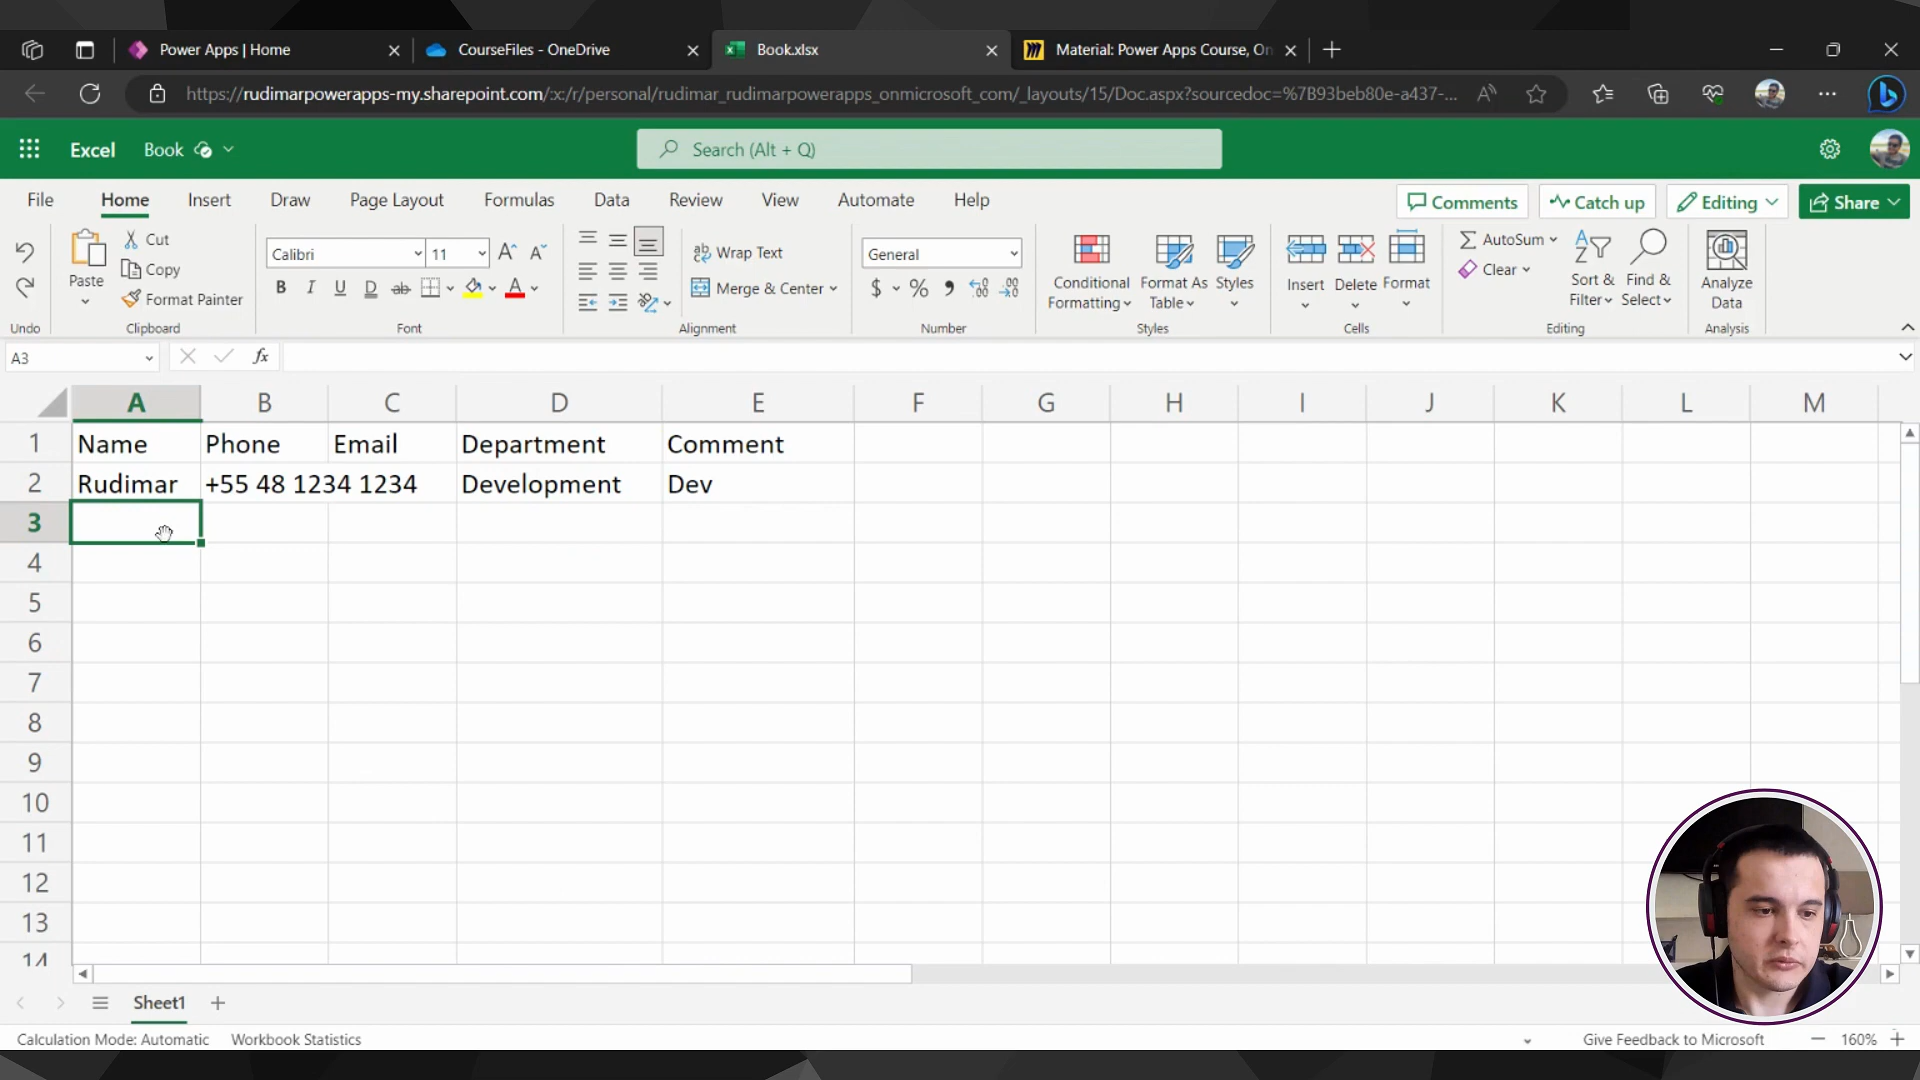 Power Apps | Home
CourseFiles - OneDrive
Book.xlsx
Material: Power Apps Course, On
https://rudimarpowerapps-my.sharepoint.com/:x:/r/personal/rudimar_rudimarpowerapps_onmicrosoft_com/_layouts/15/Doc.aspx?sourcedoc=%7B93beb80e-a437-...
Excel Book
Search (Alt + Q)
File Home Insert Draw Page Layout Formulas Data Review View Automate Help
Comments Catch up Editing Share
Paste Cut
Copy
Format Painter
Calibri 11
B I U D ab A
Wrap Text
Merge & Center
General
$ %
Conditional Formatting
Format As Table
Styles
Insert Delete Format
AutoSum
Clear
Sort & Filter
Find & Select
Analyze Data
Undo Clipboard Font Alignment Number Styles Cells Editing Analysis
A3 fx
A B C D E F G H I J K L M
1 Name Phone Email Department Comment
2 Rudimar +55 48 1234 1234 Development Dev
3
4
5
6
7
8
9
10
11
12
13
14
Sheet1
Calculation Mode: Automatic Workbook Statistics
Give Feedback to Microsoft 160%